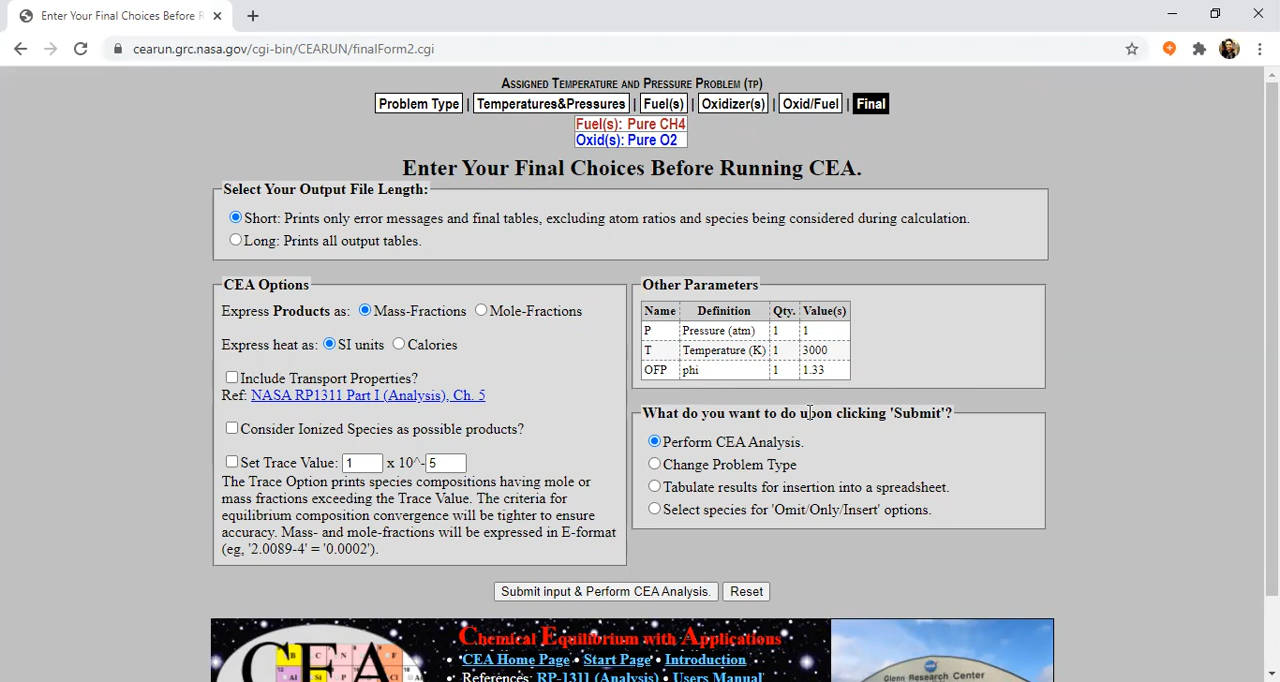 Enter Your Final Choices Before R
cearun.grc.nasa.gov/cgi-bin/CEARUN/finalForm2.cgi
Assigned Temperature and Pressure Problem (tp)
Problem Type | Temperatures&Pressures | Fuel(s) | Oxidizer(s) | Oxid/Fuel | Final
Fuel(s): Pure CH4
Oxid(s): Pure O2
Enter Your Final Choices Before Running CEA.
Select Your Output File Length:
Short: Prints only error messages and final tables, excluding atom ratios and species being considered during calculation.
Long: Prints all output tables.
CEA Options
Express Products as: Mass-Fractions Mole-Fractions
Express heat as: SI units Calories
Include Transport Properties?
Ref: NASA RP1311 Part I (Analysis), Ch. 5
Consider Ionized Species as possible products?
Set Trace Value: 1 x 10^- 5
The Trace Option prints species compositions having mole or
mass fractions exceeding the Trace Value. The criteria for
equilibrium composition convergence will be tighter to ensure
accuracy. Mass- and mole-fractions will be expressed in E-format
(eg, '2.0089-4' = '0.0002').
Other Parameters
Name Definition Qty. Value(s)
P Pressure (atm) 1 1
T Temperature (K) 1 3000
OFP phi 1 1.33
What do you want to do upon clicking 'Submit'?
Perform CEA Analysis.
Change Problem Type
Tabulate results for insertion into a spreadsheet.
Select species for 'Omit/Only/Insert' options.
Submit input & Perform CEA Analysis. Reset
CEA
Chemical Equilibrium with Applications
• CEA Home Page • Start Page • Introduction
• References: RP-1311 (Analysis) • Users Manual
Glenn Research Center